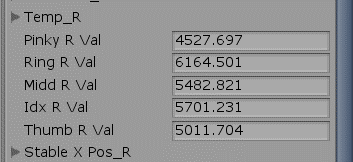 Temp_R
Pinky R Val 4527.697
Ring R Val 6164.501
Midd R Val 5482.821
Idx R Val 5701.231
Thumb R Val 5011.704
Stable X Pos_R